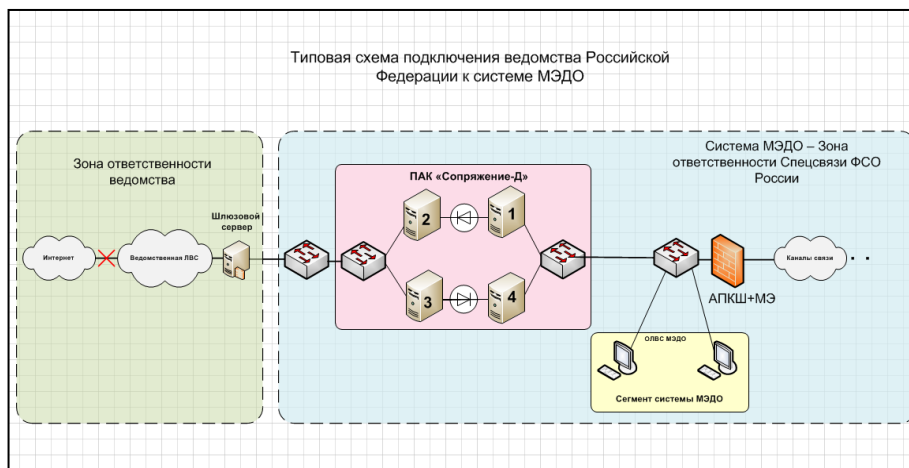 Типовая схема подключения ведомства Российской
Федерации к системе МЭДО
Зона ответственности
ведомства
Система МЭДО – Зона
ответственности Спецсвязи ФСО
России
ПАК «Сопряжение-Д»
Шлюзовой
сервер
2
1
Интернет
Ведомственная ЛВС
Каналы связи
3
4
АПКШ+МЭ
ОЛВС МЭДО
Сегмент системы МЭДО